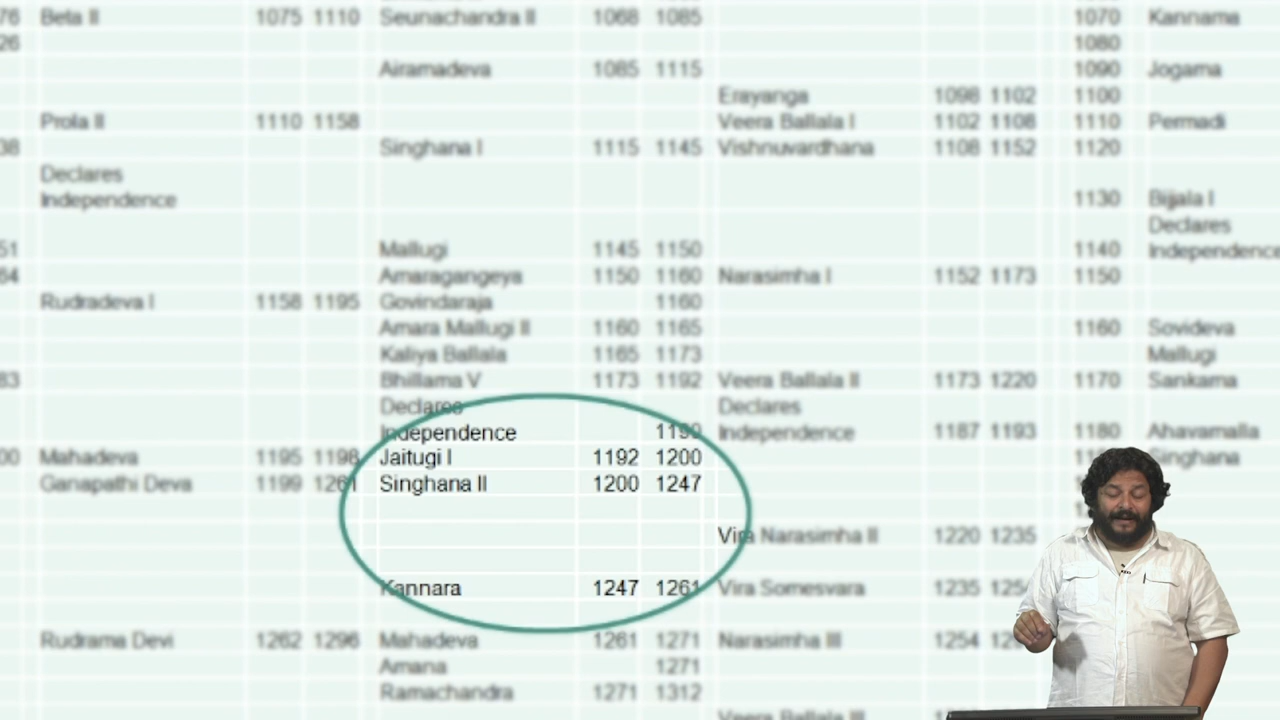 Beta II 1075 1110 Seunachandra II 1068 1085 1070 Kannama
26 1080
Airamadeva 1085 1115 1090 Jogama
Erayanga 1098 1102 1100
Prola II 1110 1158 Veera Ballala I 1102 1108 1110 Permadi
38 Singhana I 1115 1145 Vishnuvardhana 1108 1152 1120
Declares
Independence 1130 Bijjala I
Declares
51 Mallugi 1145 1150 1140 Independence
64 Amaragangeya 1150 1160 Narasimha I 1152 1173 1150
Rudradeva I 1158 1195 Govindaraja 1160
Amara Mallugi II 1160 1165 1160 Sovideva
Kaliya Ballala 1165 1173 Mallugi
83 Bhillama V 1173 1192 Veera Ballala II 1173 1220 1170 Sankama
Declares Declares
Independence Independence 1187 1193 1180 Ahavamalla
00 Mahadeva 1195 1198 Jaitugi I 1192 1200 Singhana
Ganapathi Deva 1199 1261 Singhana II 1200 1247
Vira Narasimha II 1220 1235
Kannara 1247 1261 Vira Somesvara 1235
Rudrama Devi 1262 1296 Mahadeva 1261 1271 Narasimha III 1254
Amana 1271
Ramachandra 1271 1312
Veera Ballala III